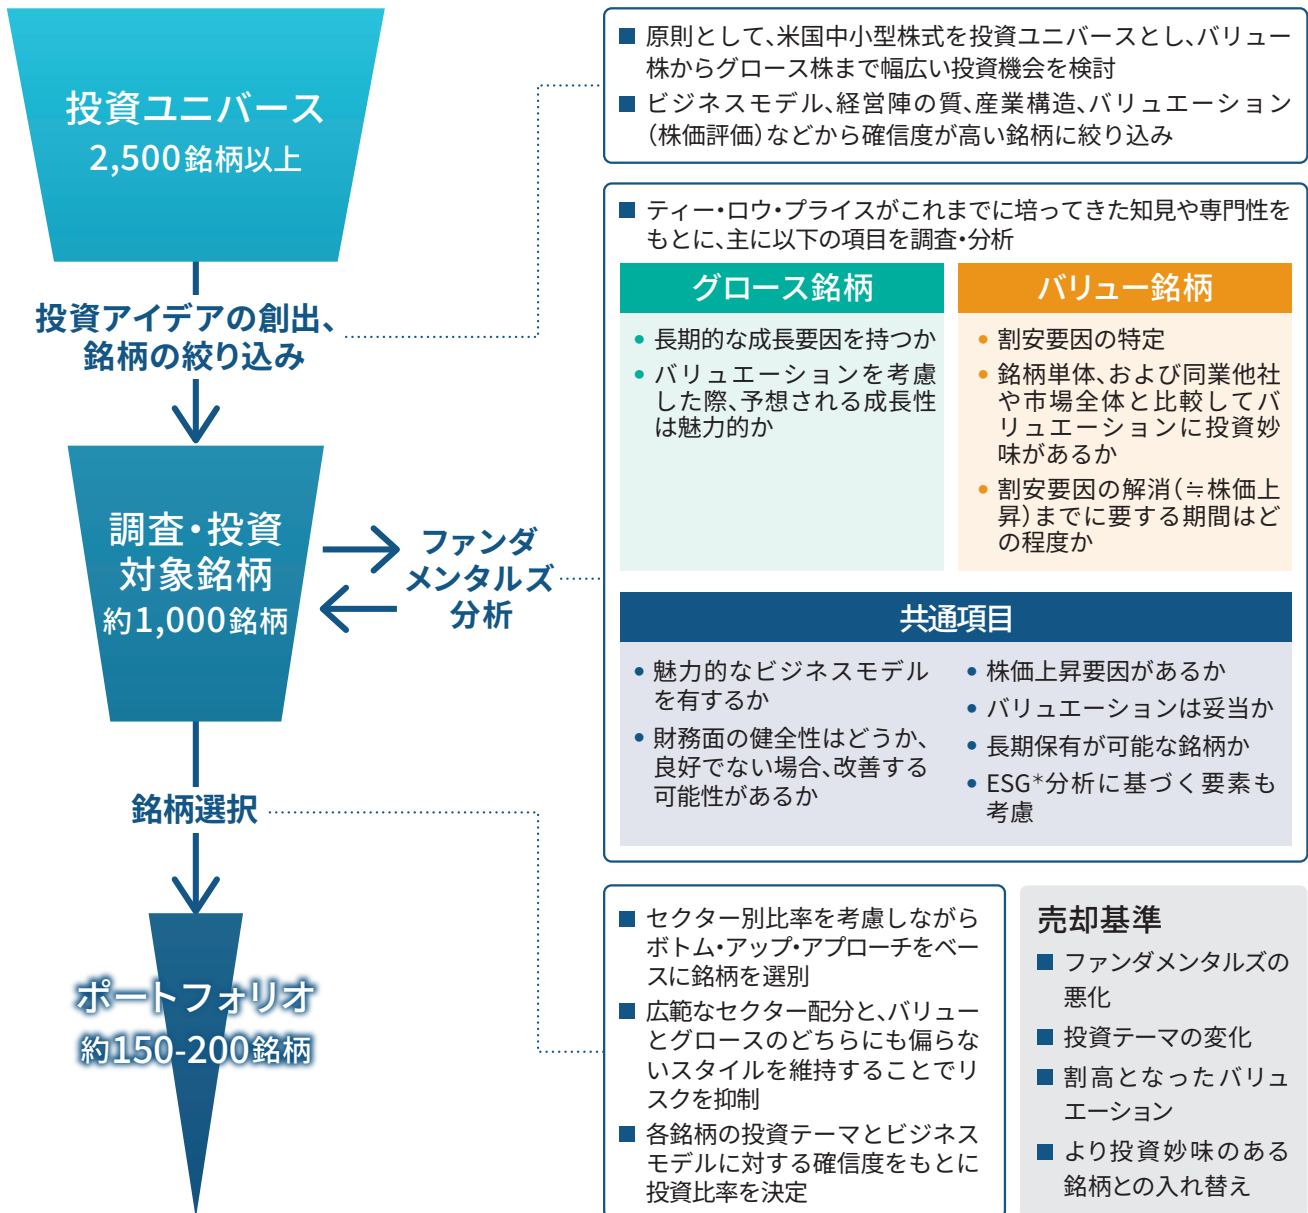 投資ユニバース
2,500銘柄以上
投資アイデアの創出、
銘柄の絞り込み
調査・投資
対象銘柄
約1,000銘柄
ファンダ
メンタルズ
分析
銘柄選択
ポートフォリオ
約150-200銘柄
■ 原則として、米国中小型株式を投資ユニバースとし、バリュー
株からグロース株まで幅広い投資機会を検討
■ ビジネスモデル、経営陣の質、産業構造、バリュエーション
(株価評価)などから確信度が高い銘柄に絞り込み
■ ティー・ロウ・プライスがこれまでに培ってきた知見や専門性を
もとに、主に以下の項目を調査・分析
グロース銘柄
• 長期的な成長要因を持つか
• バリュエーションを考慮
した際、予想される成長性
は魅力的か
バリュー銘柄
• 割安要因の特定
• 銘柄単体、および同業他社
や市場全体と比較してバ
リュエーションに投資妙
味があるか
• 割安要因の解消(≒株価上
昇)までに要する期間はど
の程度か
共通項目
• 魅力的なビジネスモデル
を有するか
• 財務面の健全性はどうか、
良好でない場合、改善する
可能性があるか
• 株価上昇要因があるか
• バリュエーションは妥当か
• 長期保有が可能な銘柄か
• ESG*分析に基づく要素も
考慮
■ セクター別比率を考慮しながら
ボトム・アップ・アプローチをベー
スに銘柄を選別
■ 広範なセクター配分と、バリュー
とグロースのどちらにも偏らな
いスタイルを維持することでリ
スクを抑制
■ 各銘柄の投資テーマとビジネス
モデルに対する確信度をもとに
投資比率を決定
売却基準
■ ファンダメンタルズの
悪化
■ 投資テーマの変化
■ 割高となったバリュ
エーション
■ より投資妙味のある
銘柄との入れ替え